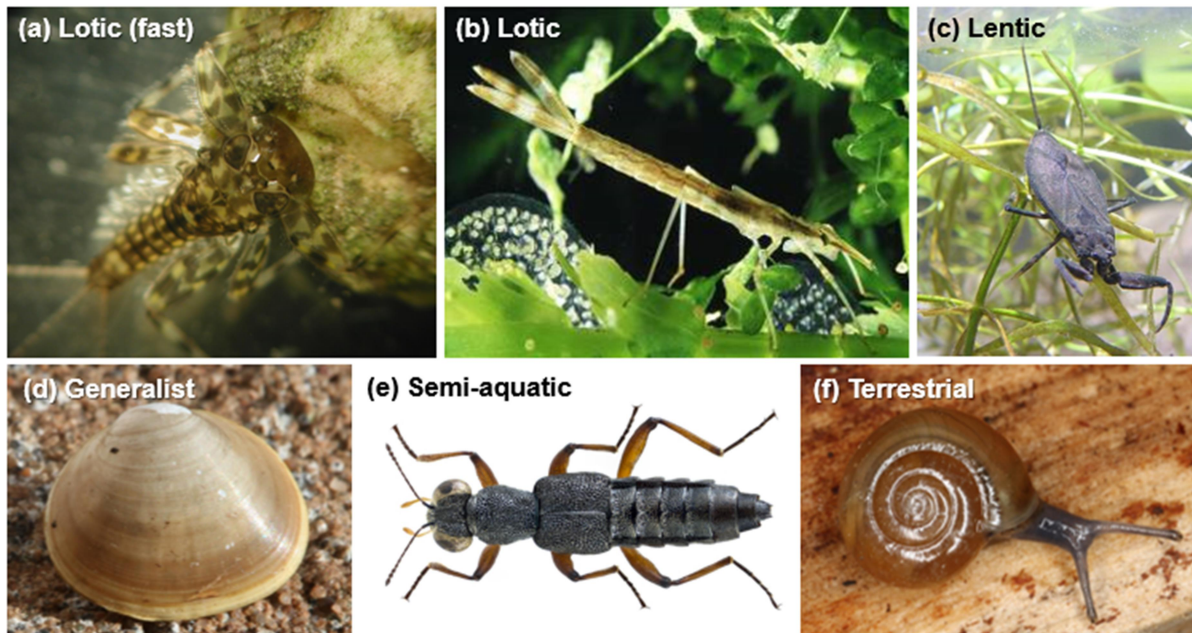 (a) Lotic (fast)
(b) Lotic
(c) Lentic
(d) Generalist
(e) Semi-aquatic
(f) Terrestrial